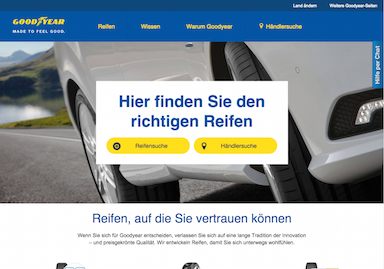 Land ändern Weitere Goodyear-Seiten
GOODYEAR
MADE TO FEEL GOOD.
Reifen Wissen Warum Goodyear Händlersuche
Hilfe per Chat
Hier finden Sie den
richtigen Reifen
Reifensuche Händlersuche
Reifen, auf die Sie vertrauen können
Wenn Sie sich für Goodyear entscheiden, verlassen Sie sich auf eine lange Tradition der Innovation
– und preisgekrönte Qualität. Wir entwickeln Reifen, damit Sie sich unterwegs wohlfühlen.